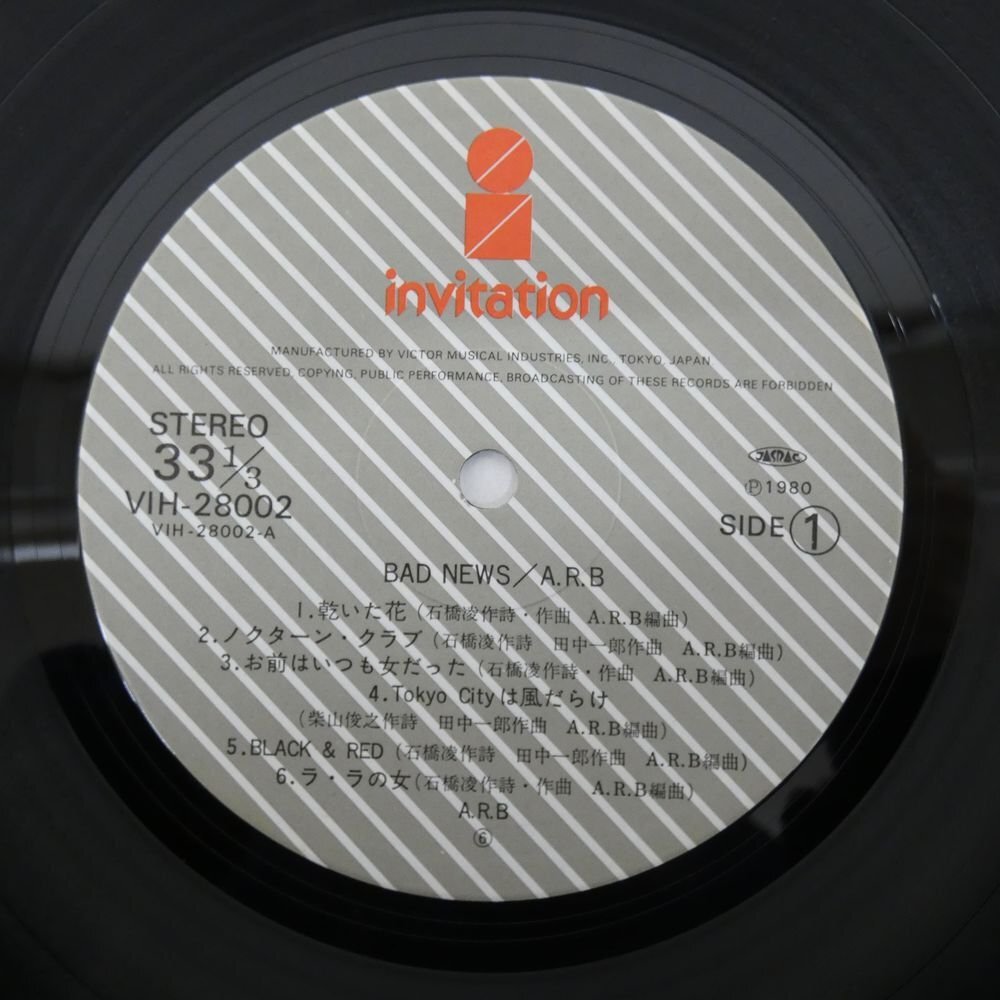 invitation
MANUFACTURED BY VICTOR MUSICAL INDUSTRIES, INC., TOKYO, JAPAN
ALL RIGHTS RESERVED, COPYING, PUBLIC PERFORMANCE, BROADCASTING OF THESE RECORDS ARE FORBIDDEN
STEREO
33 1/3
VIH-28002
VIH-28002-A
JASRAC
Ⓟ1980
SIDE ①
BAD NEWS／A.R.B
1.乾いた花（石橋凌作詩・作曲　A.R.B編曲）
2.ノクターン・クラブ（石橋凌作詩　田中一郎作曲　A.R.B編曲）
3.お前はいつも女だった（石橋凌作詩・作曲　A.R.B編曲）
4.Tokyo Cityは風だらけ
（柴山俊之作詩　田中一郎作曲　A.R.B編曲）
5.BLACK & RED（石橋凌作詩　田中一郎作曲　A.R.B編曲）
6.ラ・ラの女（石橋凌作詩・作曲　A.R.B編曲）
A.R.B
⑥